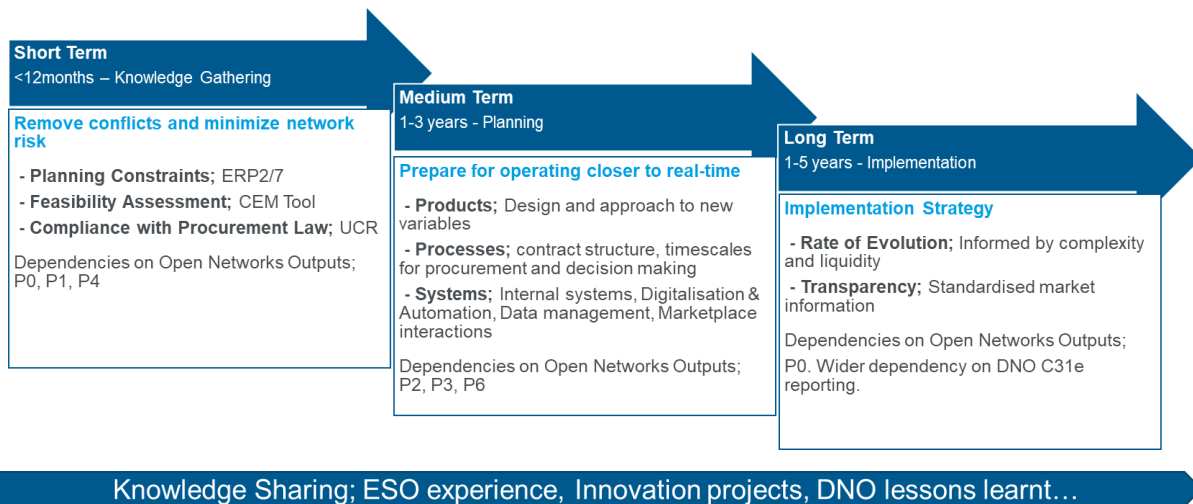 Short Term
<12months – Knowledge Gathering
Remove conflicts and minimize network
risk
- Planning Constraints; ERP2/7
- Feasibility Assessment; CEM Tool
- Compliance with Procurement Law; UCR
Dependencies on Open Networks Outputs;
P0, P1, P4
Medium Term
1-3 years - Planning
Prepare for operating closer to real-time
- Products; Design and approach to new
variables
- Processes; contract structure, timescales
for procurement and decision making
- Systems; Internal systems, Digitalisation &
Automation, Data management, Marketplace
interactions
Dependencies on Open Networks Outputs;
P2, P3, P6
Long Term
1-5 years - Implementation
Implementation Strategy
- Rate of Evolution; Informed by complexity
and liquidity
- Transparency; Standardised market
information
Dependencies on Open Networks Outputs;
P0. Wider dependency on DNO C31e
reporting.
Knowledge Sharing; ESO experience, Innovation projects, DNO lessons learnt…